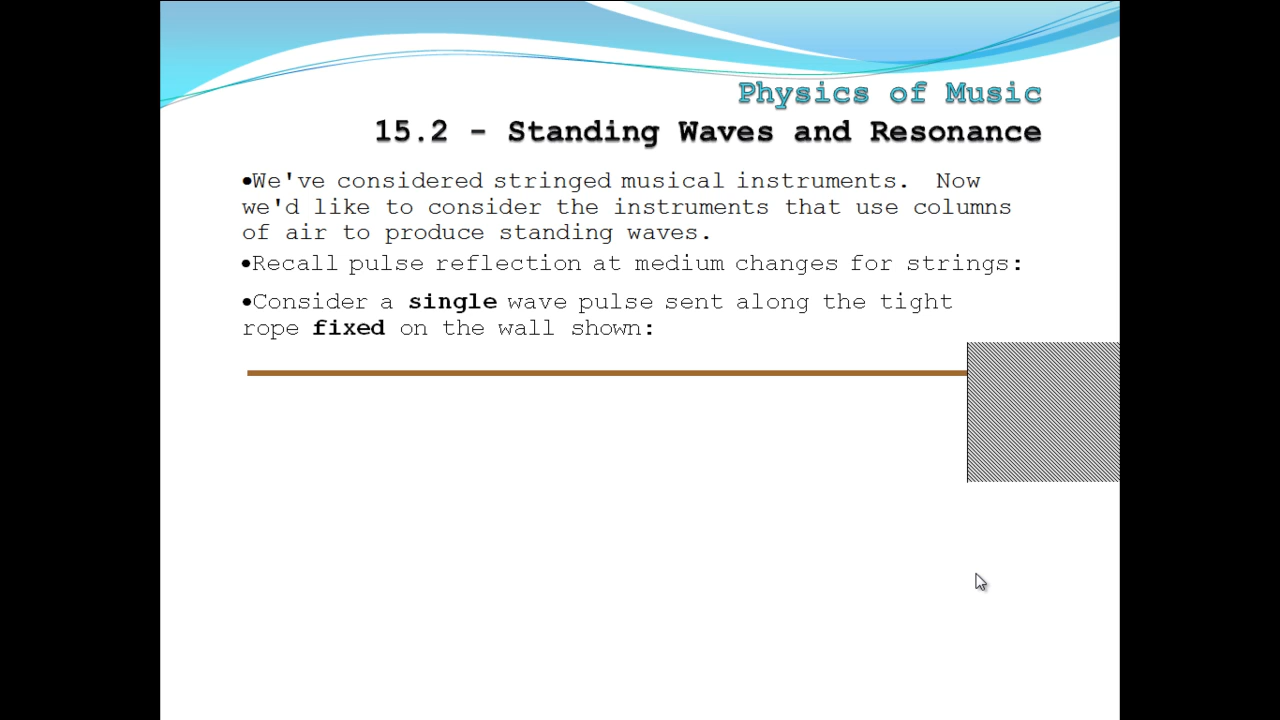 Physics of Music
15.2 - Standing Waves and Resonance
•We've considered stringed musical instruments.  Now
we'd like to consider the instruments that use columns
of air to produce standing waves.
•Recall pulse reflection at medium changes for strings:
•Consider a single wave pulse sent along the tight
rope fixed on the wall shown: